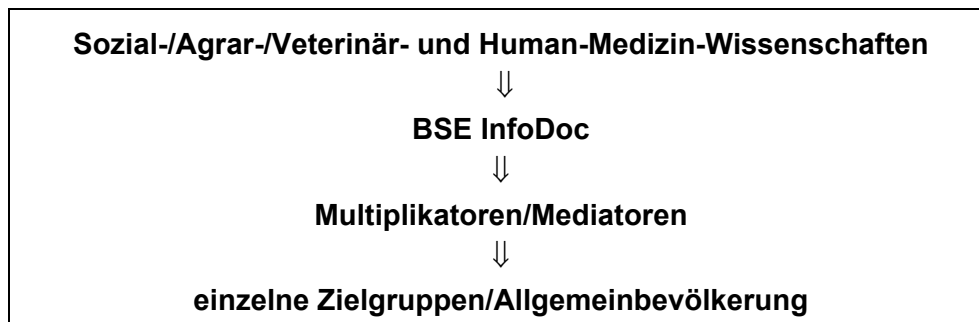 Sozial-/Agrar-/Veterinär- und Human-Medizin-Wissenschaften
⇓
BSE InfoDoc
⇓
Multiplikatoren/Mediatoren
⇓
einzelne Zielgruppen/Allgemeinbevölkerung